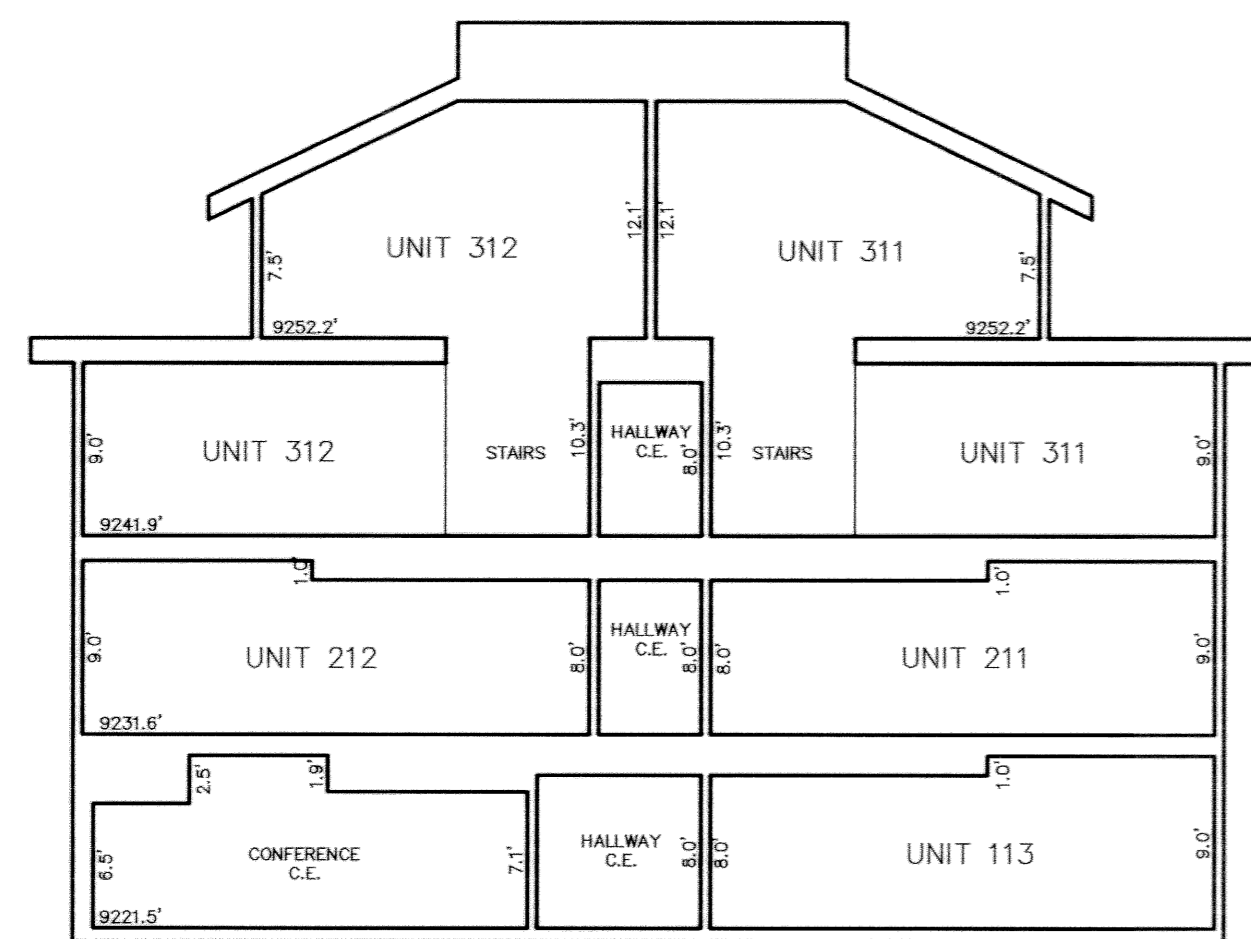 12.1'
12.1'
UNIT 312
UNIT 311
7.5'
7.5'
9252.2'
9252.2'
9.0'
UNIT 312
STAIRS
10.3'
HALLWAY
C.E.
8.0'
10.3'
STAIRS
UNIT 311
9.0'
9241.9'
1.0'
1.0'
9.0'
UNIT 212
8.0'
HALLWAY
C.E.
8.0'
8.0'
UNIT 211
9.0'
9231.6'
2.5'
1.9'
1.0'
6.5'
CONFERENCE
C.E.
7.1'
HALLWAY
C.E.
8.0'
8.0'
UNIT 113
9.0'
9221.5'